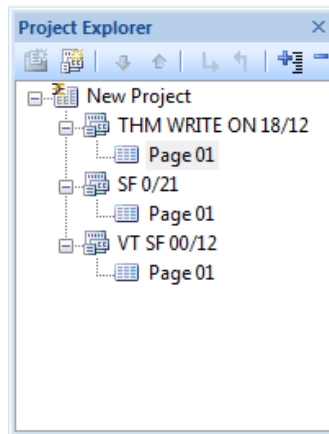 Project Explorer
New Project
THM WRITE ON 18/12
Page 01
SF 0/21
Page 01
VT SF 00/12
Page 01